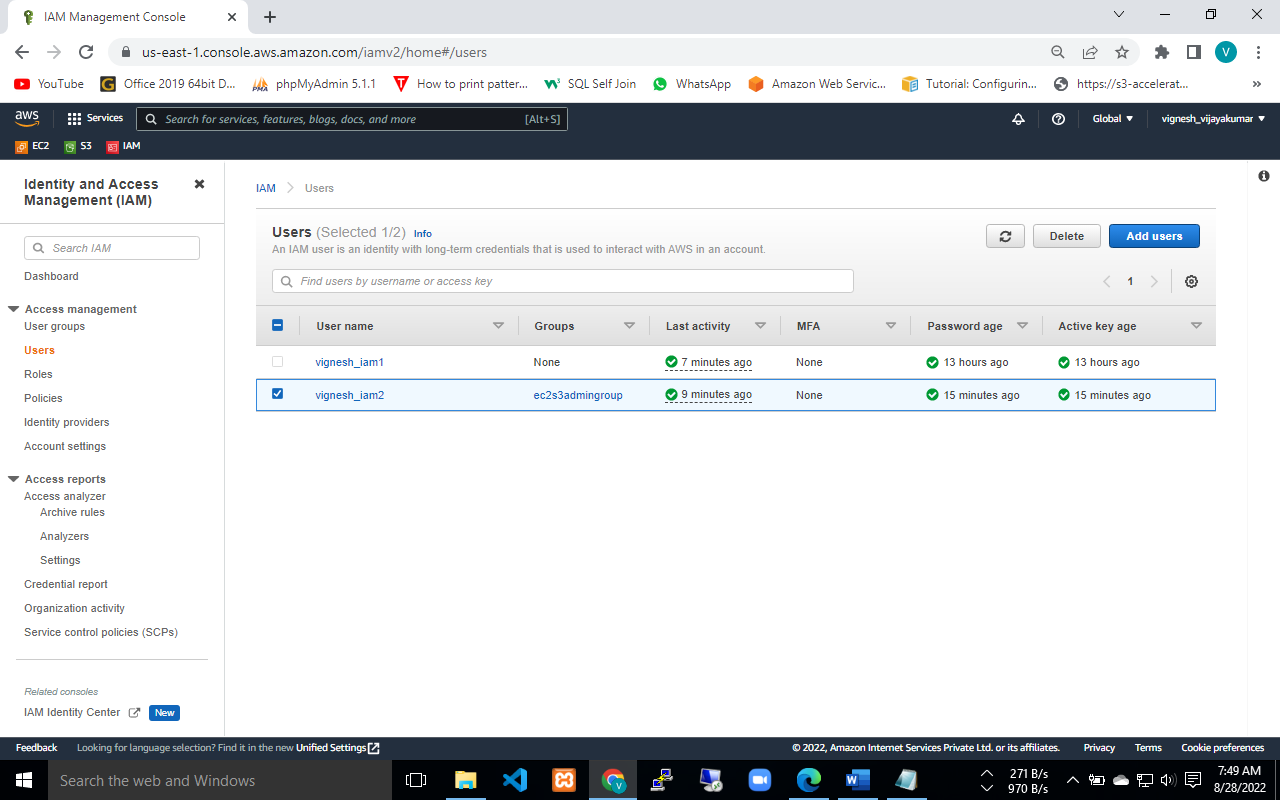 IAM Management Console
us-east-1.console.aws.amazon.com/iamv2/home#/users
V
YouTube
Office 2019 64bit D...
phpMyAdmin 5.1.1
How to print patter...
SQL Self Join
WhatsApp
Amazon Web Servic...
Tutorial: Configurin...
https://s3-accelerat...
»
aws
Services
Search for services, features, blogs, docs, and more
[Alt+S]
Global
vignesh_vijayakumar
EC2
S3
IAM
Identity and Access
Management (IAM)
Search IAM
Dashboard
Access management
User groups
Users
Roles
Policies
Identity providers
Account settings
Access reports
Access analyzer
Archive rules
Analyzers
Settings
Credential report
Organization activity
Service control policies (SCPs)
Related consoles
IAM Identity Center
New
IAM
Users
Users (Selected 1/2) Info
An IAM user is an identity with long-term credentials that is used to interact with AWS in an account.
Delete
Add users
Find users by username or access key
1
User name Groups Last activity MFA Password age Active key age
vignesh_iam1 None 7 minutes ago None 13 hours ago 13 hours ago
vignesh_iam2 ec2s3admingroup 9 minutes ago None 15 minutes ago 15 minutes ago
Feedback
Looking for language selection? Find it in the new Unified Settings
© 2022, Amazon Internet Services Private Ltd. or its affiliates.
Privacy
Terms
Cookie preferences
Search the web and Windows
271 B/s
970 B/s
7:49 AM
8/28/2022